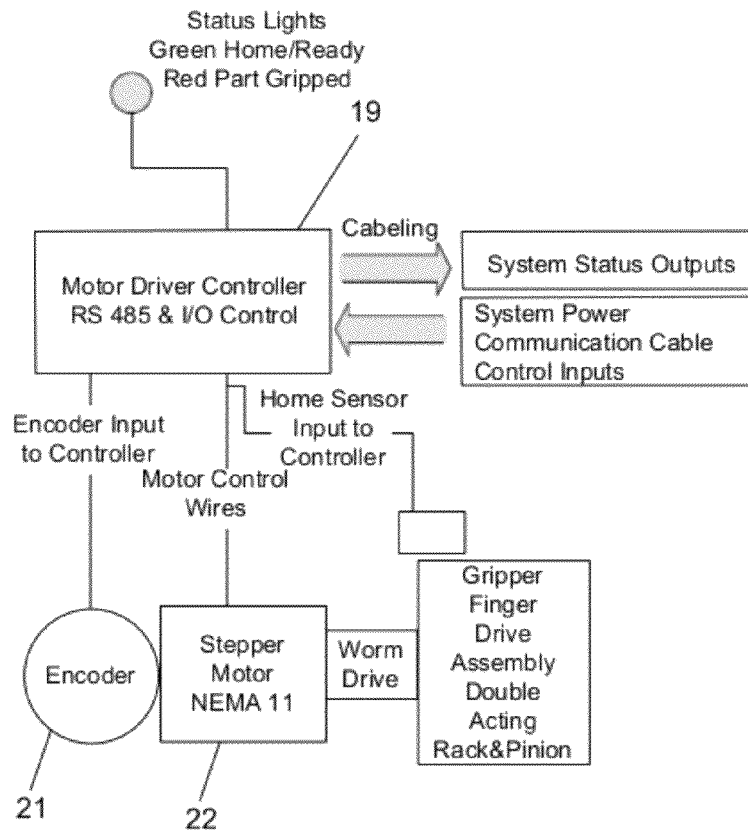 Status Lights
Green Home/Ready
Red Part Gripped
19
Cabeling
Motor Driver Controller
RS 485 & I/O Control
System Status Outputs
System Power
Communication Cable
Control Inputs
Encoder Input
to Controller
Home Sensor
Input to
Controller
Motor Control
Wires
Encoder
Stepper
Motor
NEMA 11
Worm
Drive
Gripper
Finger
Drive
Assembly
Double
Acting
Rack&Pinion
21
22